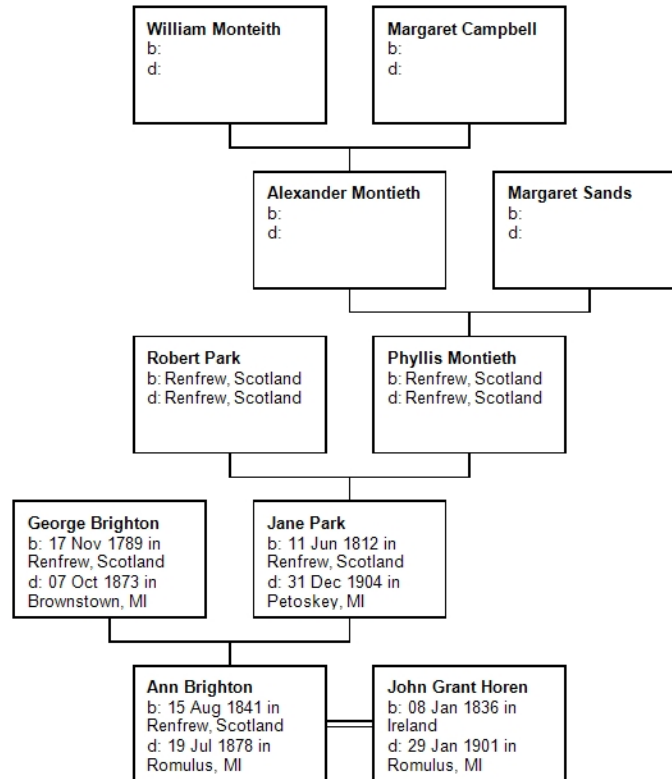 William Monteith
b:
d:
Margaret Campbell
b:
d:
Alexander Montieth
b:
d:
Margaret Sands
b:
d:
Robert Park
b: Renfrew, Scotland
d: Renfrew, Scotland
Phyllis Montieth
b: Renfrew, Scotland
d: Renfrew, Scotland
George Brighton
b: 17 Nov 1789 in
Renfrew, Scotland
d: 07 Oct 1873 in
Brownstown, MI
Jane Park
b: 11 Jun 1812 in
Renfrew, Scotland
d: 31 Dec 1904 in
Petoskey, MI
Ann Brighton
b: 15 Aug 1841 in
Renfrew, Scotland
d: 19 Jul 1878 in
Romulus, MI
John Grant Horen
b: 08 Jan 1836 in
Ireland
d: 29 Jan 1901 in
Romulus, MI